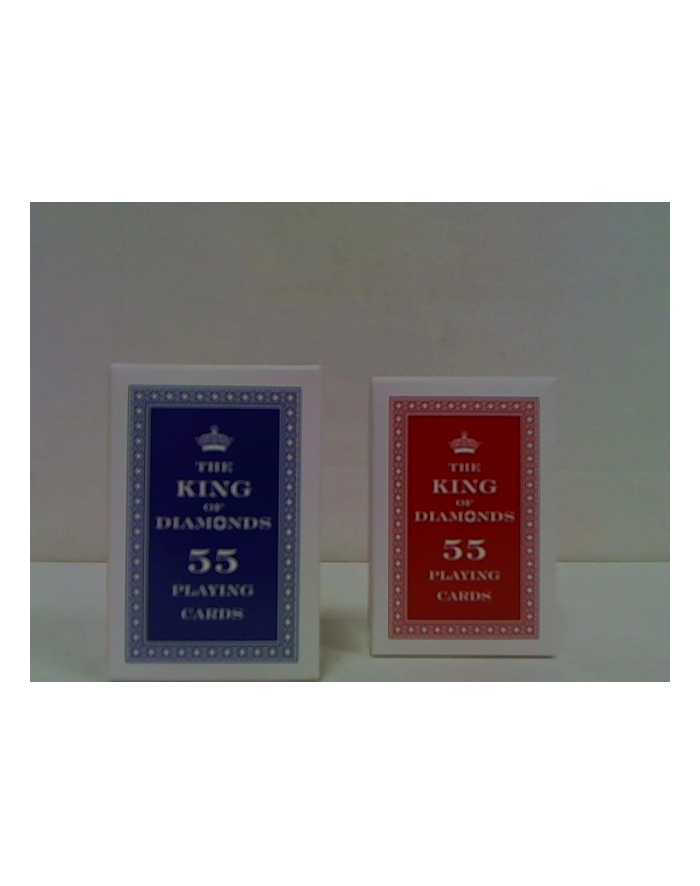 THE
KING
OF
DIAMONDS
55
PLAYING
CARDS
THE
KING
OF
DIAMONDS
55
PLAYING
CARDS